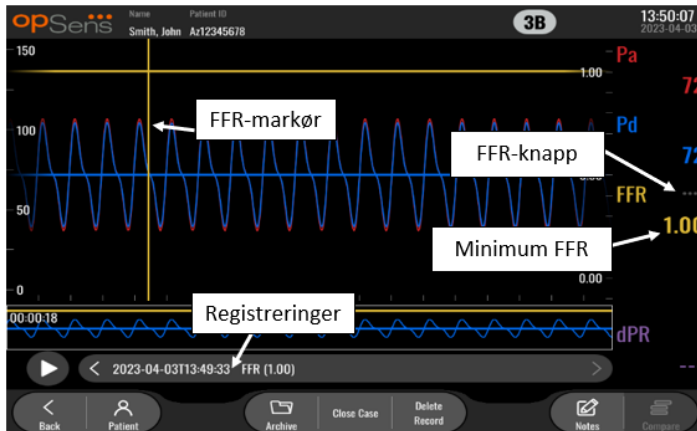 opSens
Name
Patient ID
Smith, John
Az12345678
3B
13:50:07
2023-04-03
150
1.00
Pa
72
FFR-markør
100
Pd
72
FFR-knapp
FFR
---
50
1.00
Minimum FFR
0.00
0
00:00:18
Registreringer
dPR
--
2023-04-03T13:49:33 FFR (1.00)
Back
Patient
Archive
Close Case
Delete
Record
Notes
Compare